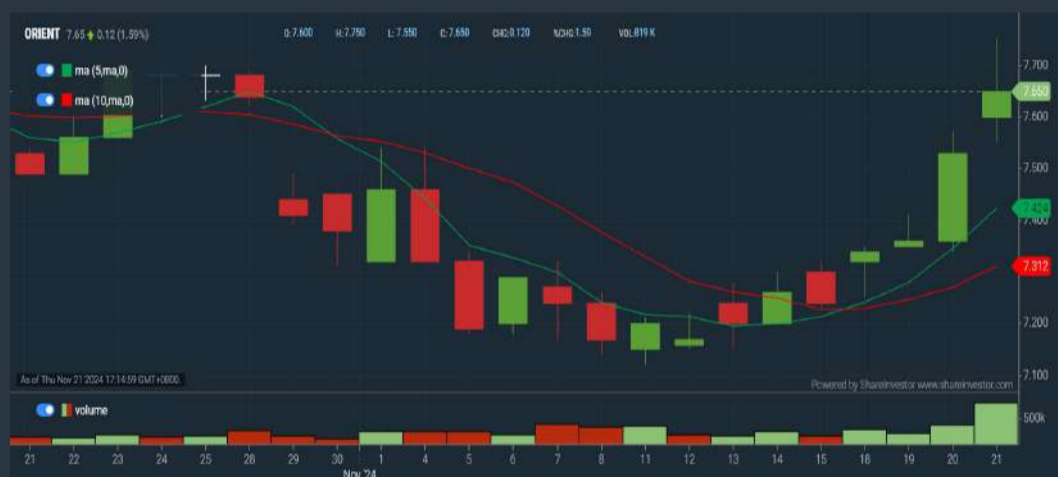 ORIENT 7.65 0.12 (1.59%) O:7.600 H:7.750 L:7.550 C:7.650 CHG:0.120 %CHG:1.59 VOL:819 K
ma (5,ma,0)
ma (10,ma,0)
7.700
7.650
7.600
7.500
7.424
7.400
7.312
7.200
7.100
As of Thu Nov 21 2024 17:14:59 GMT+0800.
Powered by ShareInvestor www.shareinvestor.com
volume
500k
21 22 23 24 25 28 29 30 1 4 5 6 7 8 11 12 13 14 15 18 19 20 21
Nov '24